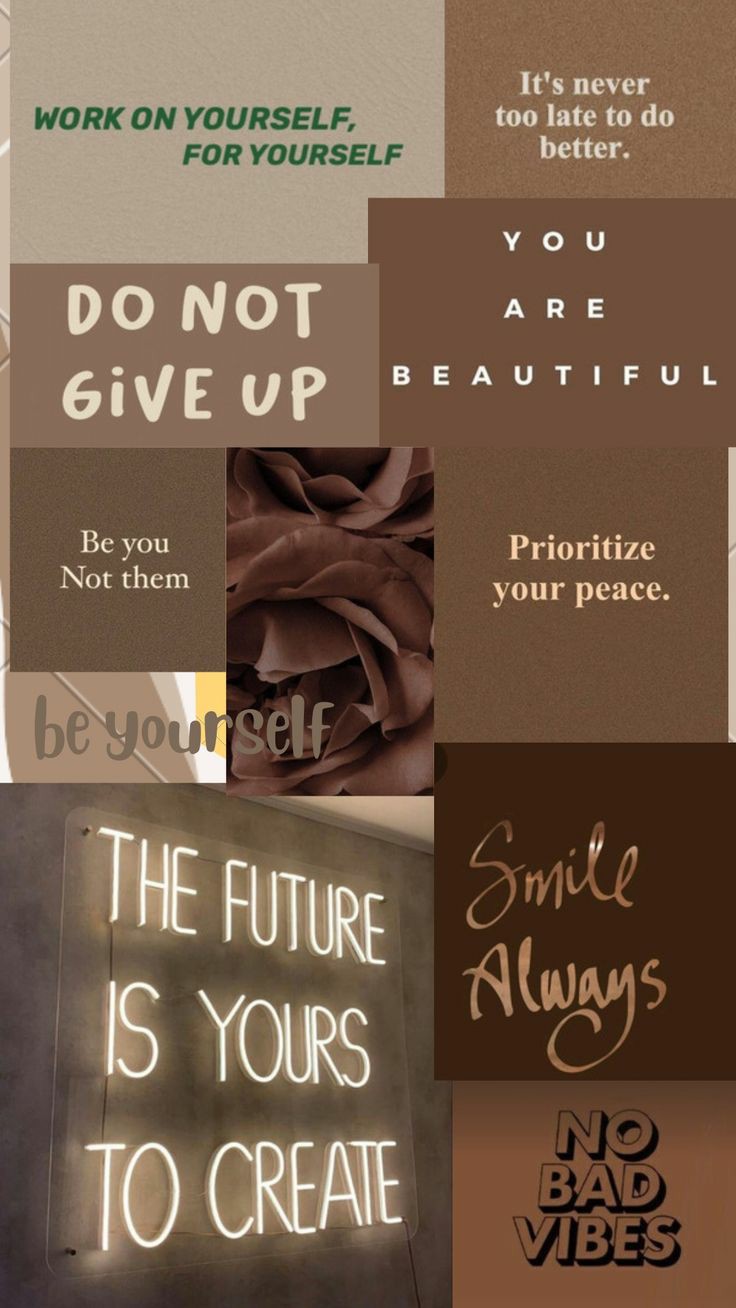 WORK ON YOURSELF,
FOR YOURSELF
It's never
too late to do
better.
YOU
ARE
BEAUTIFUL
DO NOT
GiVE UP
Be you
Not them
Prioritize
your peace.
be yourself
THE FUTURE
IS YOURS
TO CREATE
Smile
Always
NO
BAD
VIBES